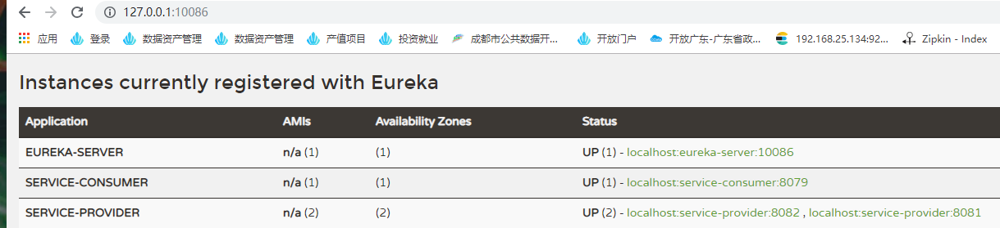 127.0.0.1:10086
应用 登录 数据资产管理 数据资产管理 产值项目 投资就业 成都市公共数据开... 开放门户 开放广东-广东省政... 192.168.25.134:92... Zipkin - Index
Instances currently registered with Eureka
Application AMIs Availability Zones Status
EUREKA-SERVER n/a (1) (1) UP (1) - localhost:eureka-server:10086
SERVICE-CONSUMER n/a (1) (1) UP (1) - localhost:service-consumer:8079
SERVICE-PROVIDER n/a (2) (2) UP (2) - localhost:service-provider:8082 , localhost:service-provider:8081